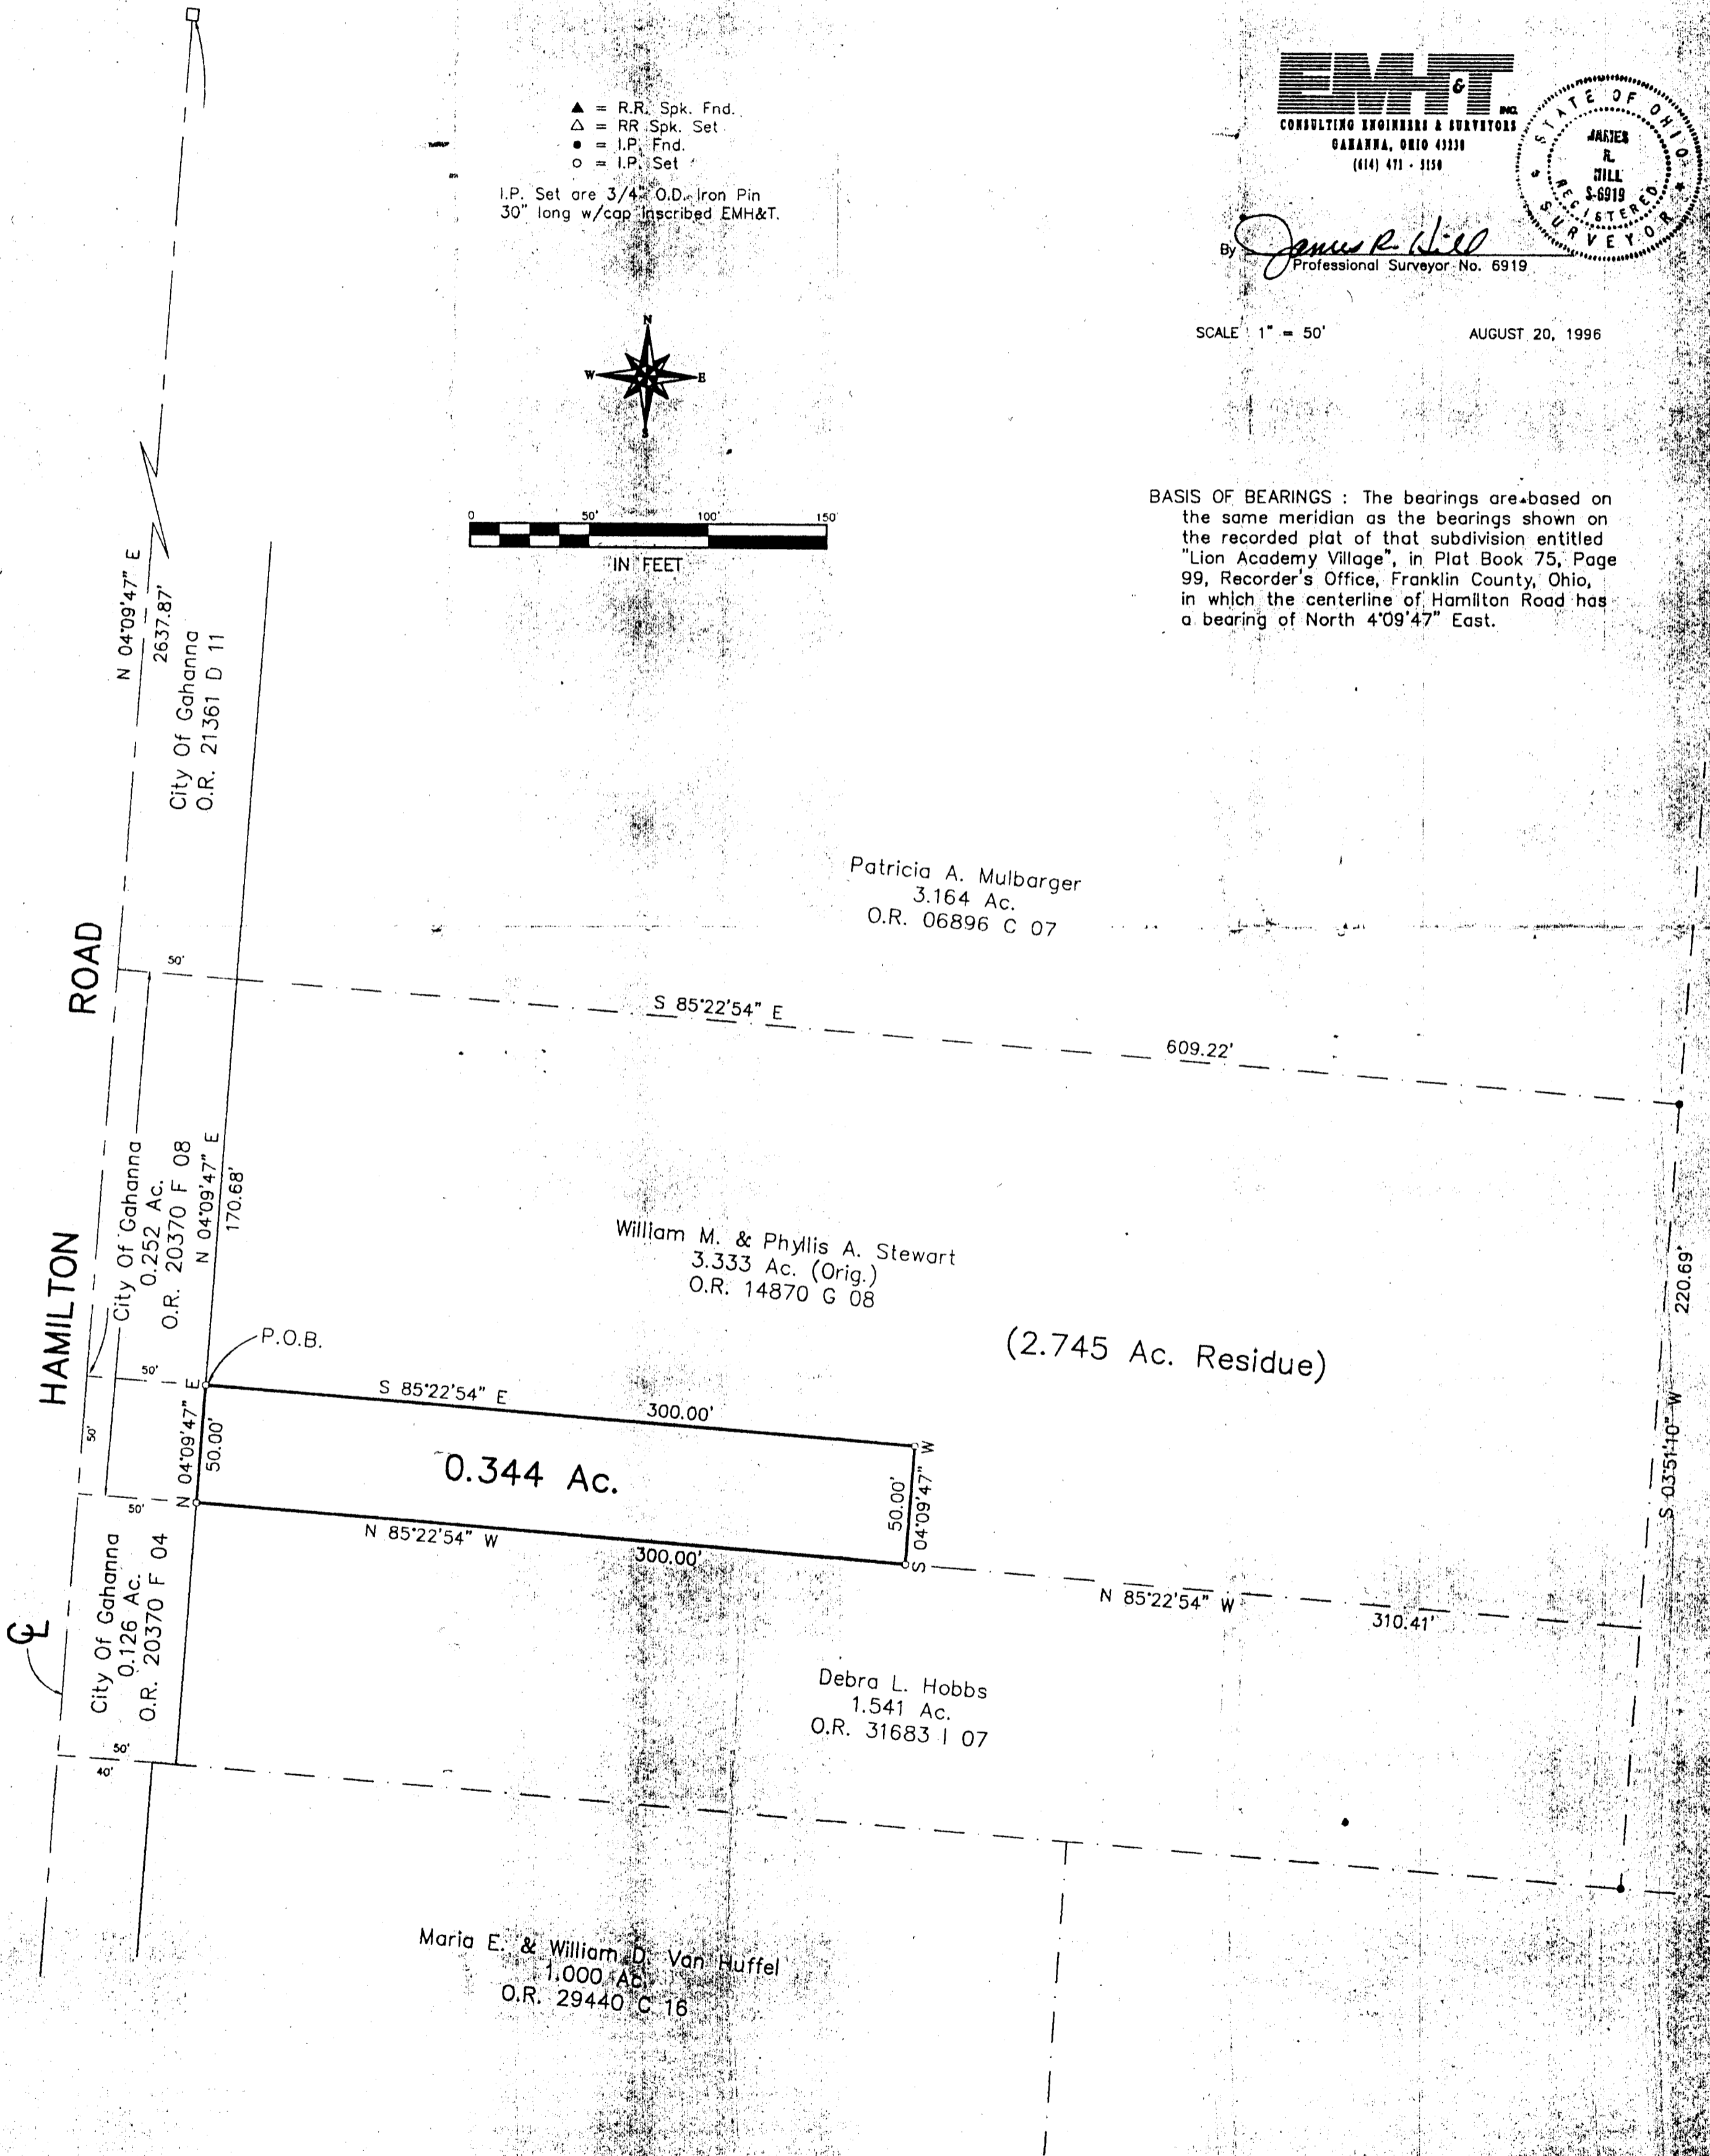 ▲ = R.R. Spk. Fnd.
△ = RR Spk. Set
● = I.P. Fnd.
○ = I.P. Set
I.P. Set are 3/4" O.D. Iron Pin
30" long w/cap Inscribed EMH&T.
EMH&T INC.
CONSULTING ENGINEERS & SURVEYORS
GAHANNA, OHIO 43230
(614) 471 - 5150
STATE OF OHIO
JAMES
R.
HILL
S-6919
REGISTERED
SURVEYOR
By James R. Hill
Professional Surveyor No. 6919
SCALE : 1" = 50'
AUGUST 20, 1996
N
W E
S
0 50' 100' 150'
IN FEET
BASIS OF BEARINGS : The bearings are based on
the same meridian as the bearings shown on
the recorded plat of that subdivision entitled
"Lion Academy Village", in Plat Book 75, Page
99, Recorder's Office, Franklin County, Ohio,
in which the centerline of Hamilton Road has
a bearing of North 4°09'47" East.
N 04°09'47" E
2637.87'
City Of Gahanna
O.R. 21361 D 11
Patricia A. Mulbarger
3.164 Ac.
O.R. 06896 C 07
HAMILTON ROAD
50'
S 85°22'54" E
609.22'
City Of Gahanna
0.252 Ac.
O.R. 20370 F 08
N 04°09'47" E
170.68'
William M. & Phyllis A. Stewart
3.333 Ac. (Orig.)
O.R. 14870 G 08
(2.745 Ac. Residue)
220.69'
S 03°51'10" W
P.O.B.
50'
50'
S 85°22'54" E
300.00'
N 04°09'47" E
50.00'
0.344 Ac.
50.00'
S 04°09'47" W
50'
N 85°22'54" W
300.00'
N 85°22'54" W
310.41'
City Of Gahanna
0.126 Ac.
O.R. 20370 F 04
℄
Debra L. Hobbs
1.541 Ac.
O.R. 31683 I 07
50'
40'
Maria E. & William D. Van Huffel
1.000 Ac.
O.R. 29440 C 16